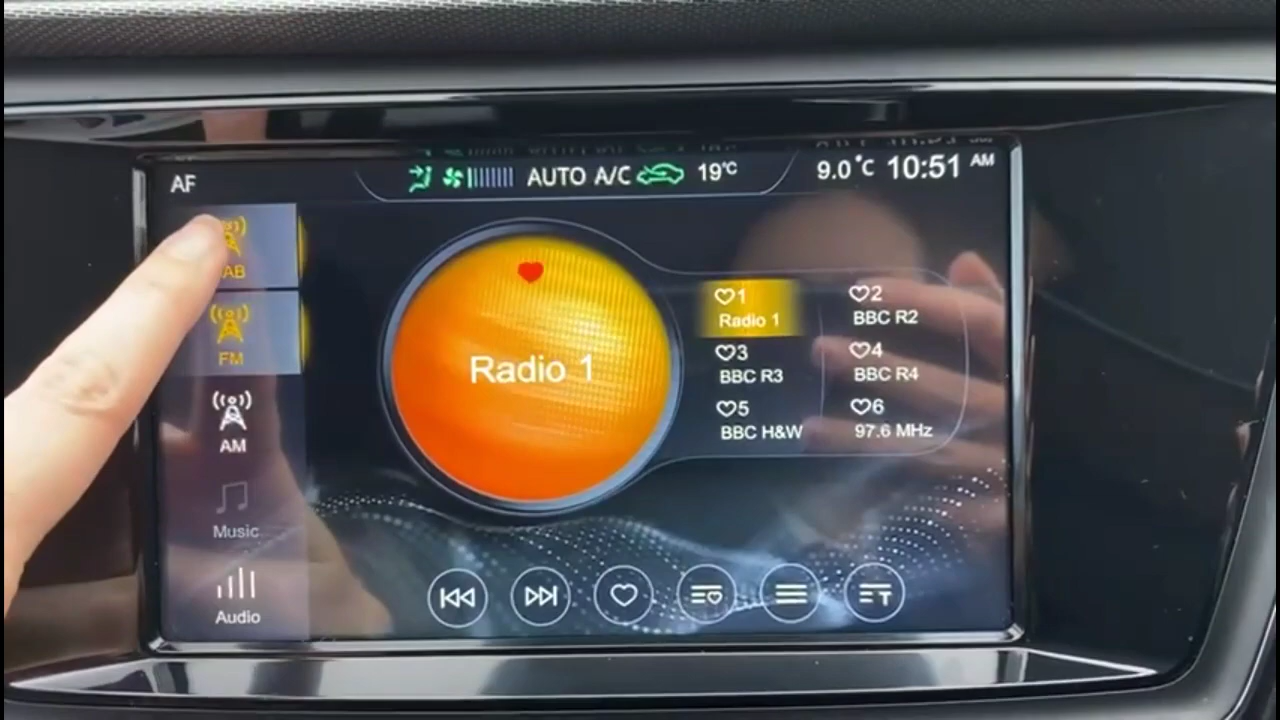 AF
AUTO A/C 19°C
9.0°C 10:51 AM
AB
FM
AM
Music
Audio
Radio 1
1
Radio 1
2
BBC R2
3
BBC R3
4
BBC R4
5
BBC H&W
6
97.6 MHz